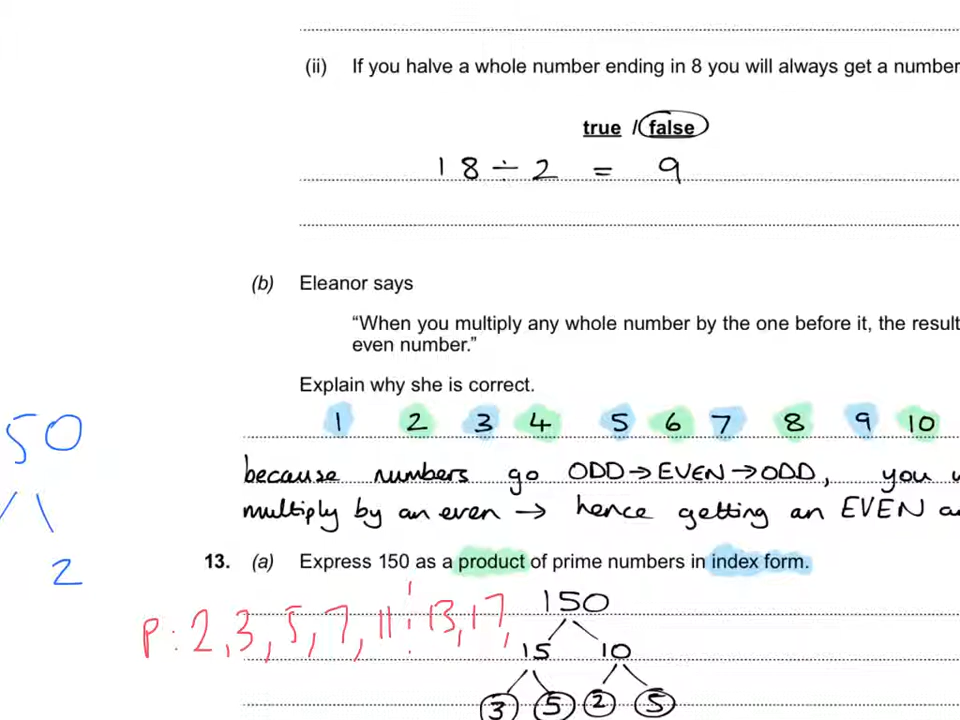 (ii) If you halve a whole number ending in 8 you will always get a number
true / false
18 ÷ 2 = 9
(b) Eleanor says
“When you multiply any whole number by the one before it, the result
even number.”
Explain why she is correct.
1 2 3 4 5 6 7 8 9 10
because numbers go ODD→EVEN→ODD, you
multiply by an even → hence getting an EVEN
13. (a) Express 150 as a product of prime numbers in index form.
50
2
P: 2, 3, 5, 7, 11, 13, 17,
150
15 10
3 5 2 5